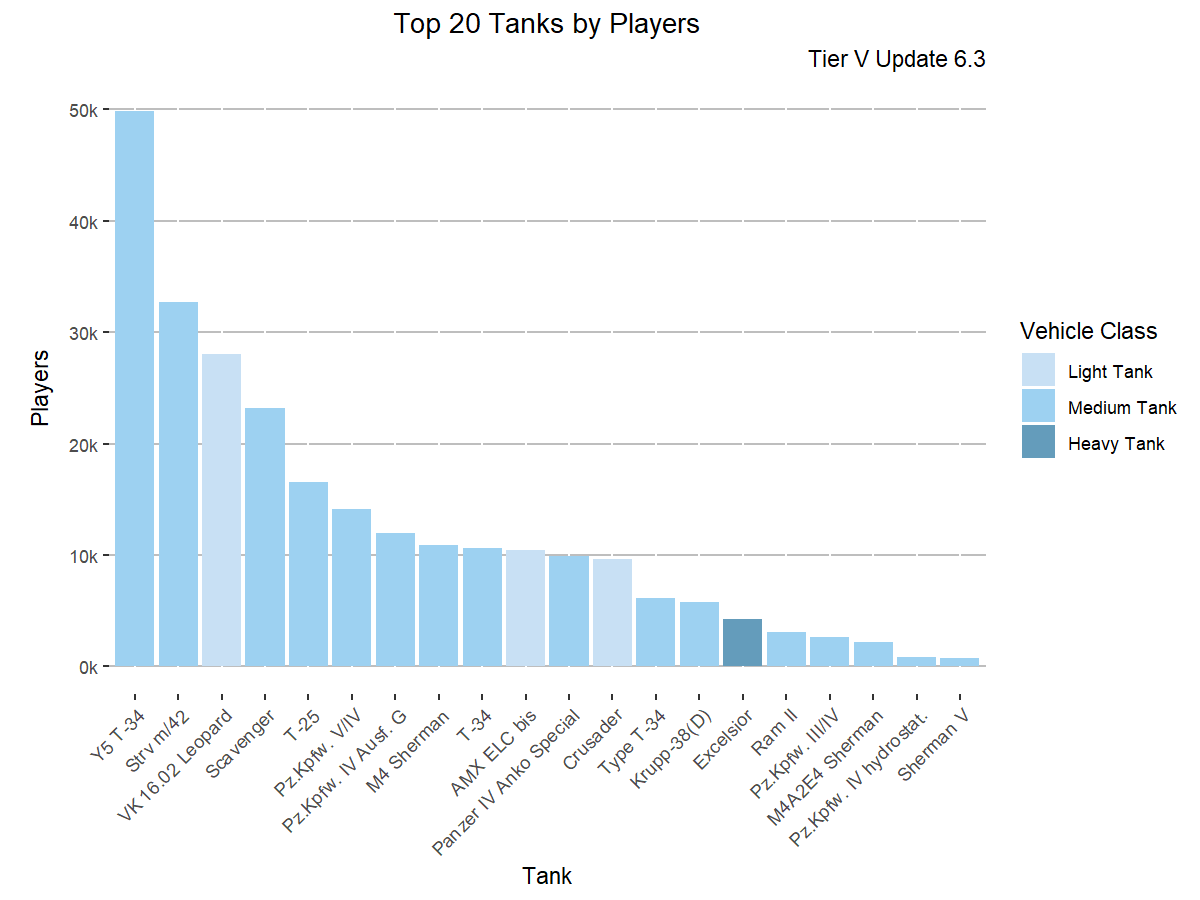 Top 20 Tanks by Players
Tier V Update 6.3
Players
50k
40k
30k
20k
10k
0k
Y5 T-34
Strv m/42
VK 16.02 Leopard
Scavenger
T-25
Pz.Kpfw. V/IV
Pz.Kpfw. IV Ausf. G
M4 Sherman
T-34
AMX ELC bis
Panzer IV Anko Special
Crusader
Type T-34
Krupp-38(D)
Excelsior
Ram II
Pz.Kpfw. III/IV
M4A2E4 Sherman
Pz.Kpfw. IV hydrostat.
Sherman V
Tank
Vehicle Class
Light Tank
Medium Tank
Heavy Tank